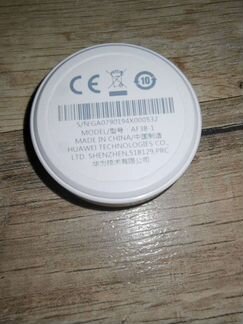 CE 10
S/N:GA0790194X000532
MODEL/型号: AF38-1
MADE IN CHINA/中国制造
HUAWEI TECHNOLOGIES CO.,
LTD. SHENZHEN,518129,PRC
华为技术有限公司